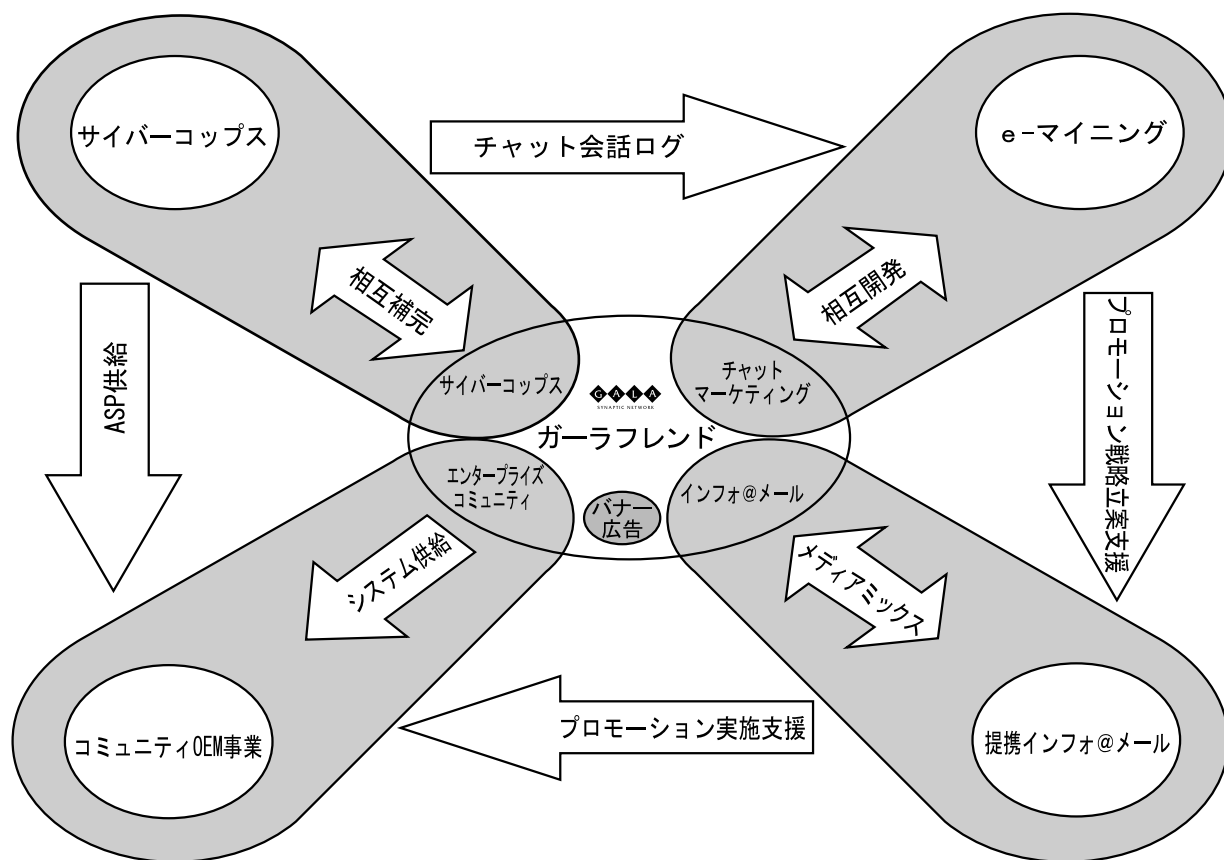 サイバーコップス
e-マイニング
チャット会話ログ
相互補完
相互開発
ASP供給
プロモーション戦略立案支援
サイバーコップス
チャット
マーケティング
GALA
SYNAPTIC NETWORK
ガーラフレンド
エンタープライズ
コミュニティ
バナー
広告
インフォ@メール
システム供給
メディアミックス
プロモーション実施支援
コミュニティOEM事業
提携インフォ@メール